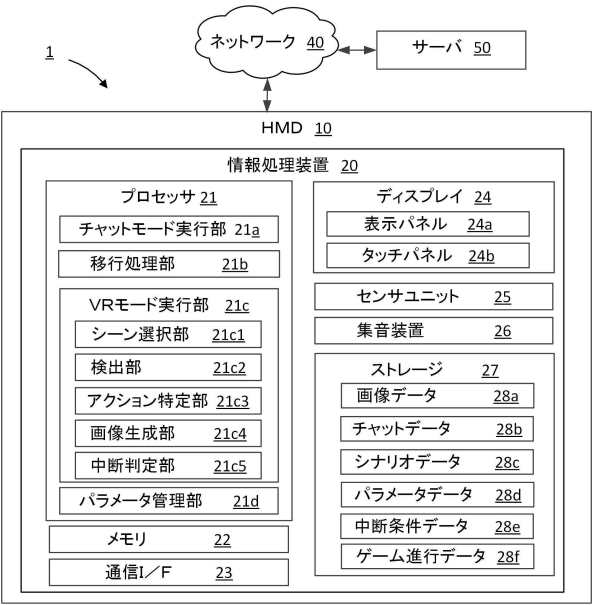 ネットワーク 40
サーバ 50
1
HMD 10
情報処理装置 20
プロセッサ 21
チャットモード実行部 21a
移行処理部 21b
VRモード実行部 21c
シーン選択部 21c1
検出部 21c2
アクション特定部 21c3
画像生成部 21c4
中断判定部 21c5
パラメータ管理部 21d
メモリ 22
通信I/F 23
ディスプレイ 24
表示パネル 24a
タッチパネル 24b
センサユニット 25
集音装置 26
ストレージ 27
画像データ 28a
チャットデータ 28b
シナリオデータ 28c
パラメータデータ 28d
中断条件データ 28e
ゲーム進行データ 28f